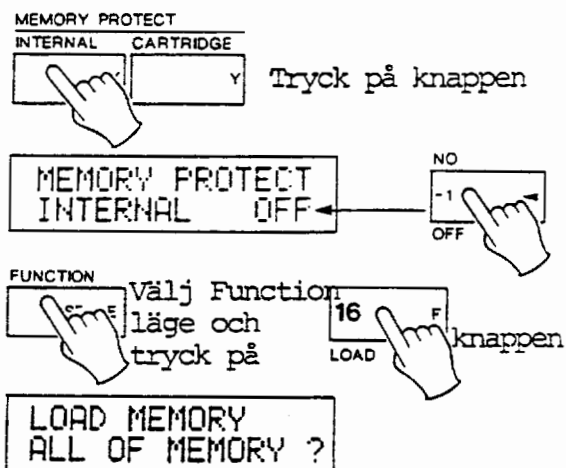 MEMORY PROTECT
INTERNAL CARTRIDGE
Y Tryck på knappen
MEMORY PROTECT
INTERNAL OFF
NO
-1
OFF
FUNCTION
Välj Function
läge och
tryck på
16 F
LOAD
knappen
LOAD MEMORY
ALL OF MEMORY ?